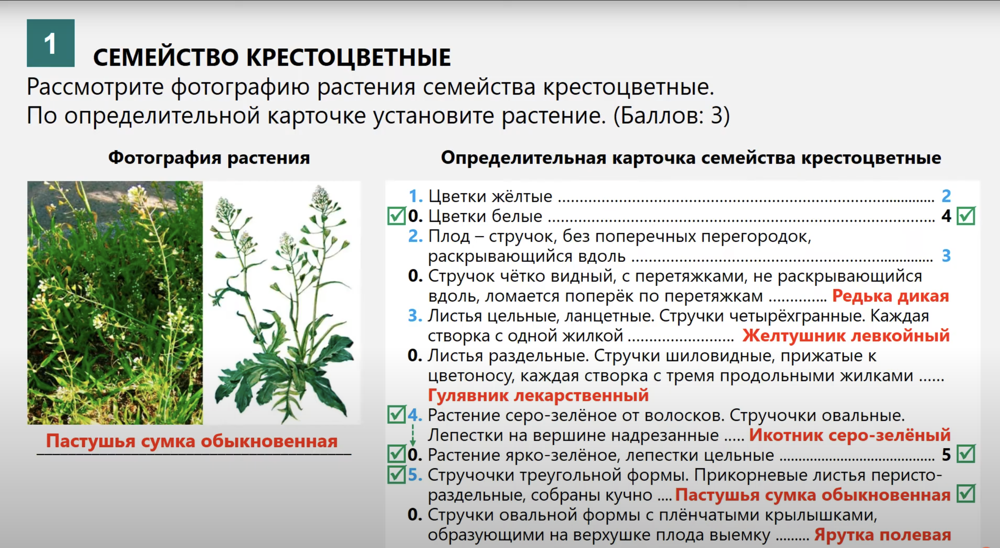 1
СЕМЕЙСТВО КРЕСТОЦВЕТНЫЕ
Рассмотрите фотографию растения семейства крестоцветные.
По определительной карточке установите растение. (Баллов: 3)
Фотография растения
Пастушья сумка обыкновенная
Определительная карточка семейства крестоцветные
1. Цветки жёлтые ........................................................................................ 2
0. Цветки белые ......................................................................................... 4
2. Плод – стручок, без поперечных перегородок,
раскрывающийся вдоль ..................................................................... 3
0. Стручок чётко видный, с перетяжками, не раскрывающийся
вдоль, ломается поперёк по перетяжкам .............. Редька дикая
3. Листья цельные, ланцетные. Стручки четырёхгранные. Каждая
створка с одной жилкой ......................... Желтушник левкойный
0. Листья раздельные. Стручки шиловидные, прижатые к
цветоносу, каждая створка с тремя продольными жилками ......
Гулявник лекарственный
4. Растение серо-зелёное от волосков. Стручочки овальные.
Лепестки на вершине надрезанные ..... Икотник серо-зелёный
0. Растение ярко-зелёное, лепестки цельные ..................................... 5
5. Стручочки треугольной формы. Прикорневые листья перисто-
раздельные, собраны кучно .... Пастушья сумка обыкновенная
0. Стручки овальной формы с плёнчатыми крылышками,
образующими на верхушке плода выемку ......... Ярутка полевая